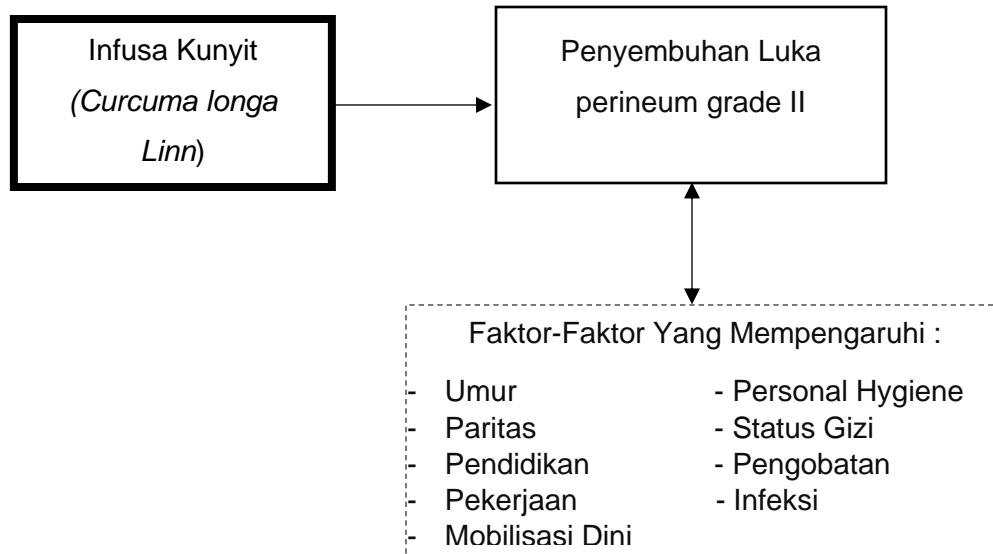 Infusa Kunyit
(Curcuma longa
Linn)
Penyembuhan Luka
perineum grade II
Faktor-Faktor Yang Mempengaruhi :
- Umur
- Paritas
- Pendidikan
- Pekerjaan
- Mobilisasi Dini
- Personal Hygiene
- Status Gizi
- Pengobatan
- Infeksi